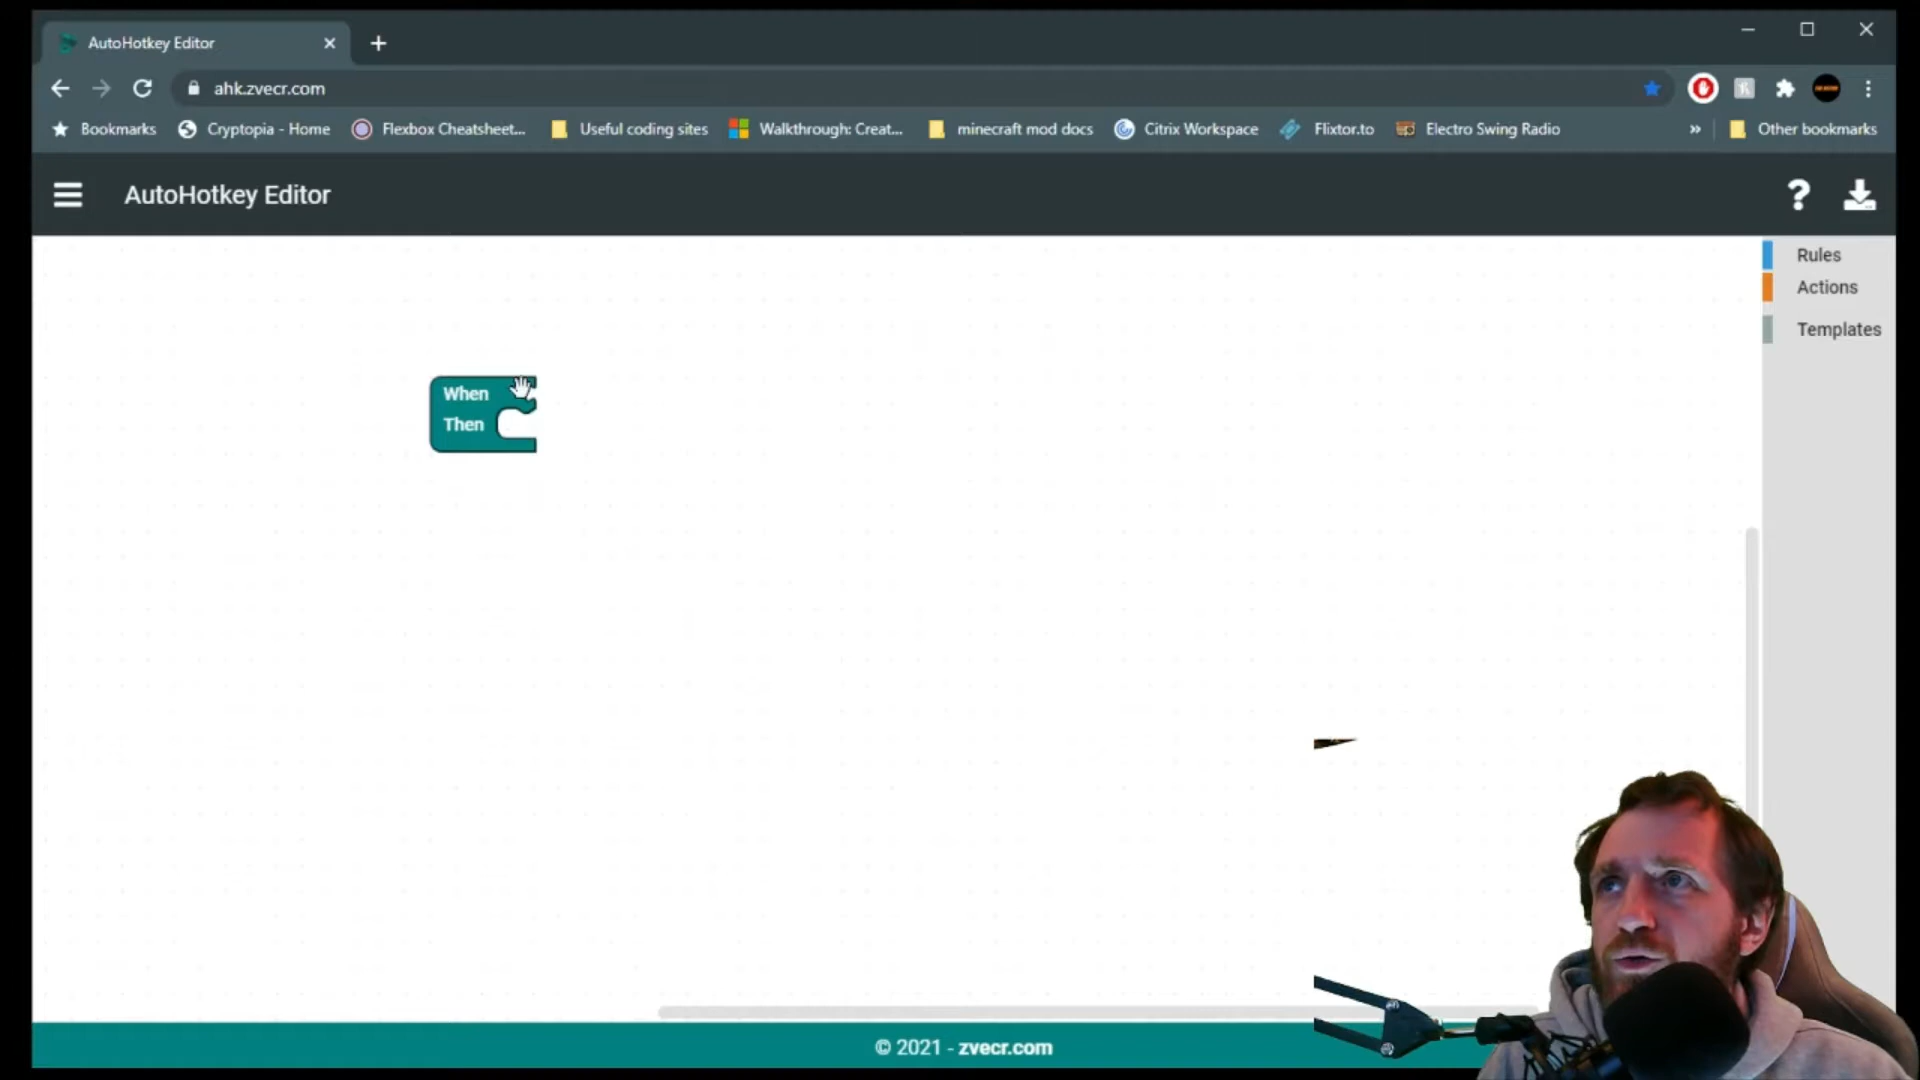 AutoHotkey Editor
ahk.zvecr.com
Bookmarks Cryptopia - Home Flexbox Cheatsheet... Useful coding sites Walkthrough: Creat... minecraft mod docs Citrix Workspace Flixtor.to Electro Swing Radio » Other bookmarks
AutoHotkey Editor ?
Rules
Actions
Templates
When
Then
© 2021 - zvecr.com